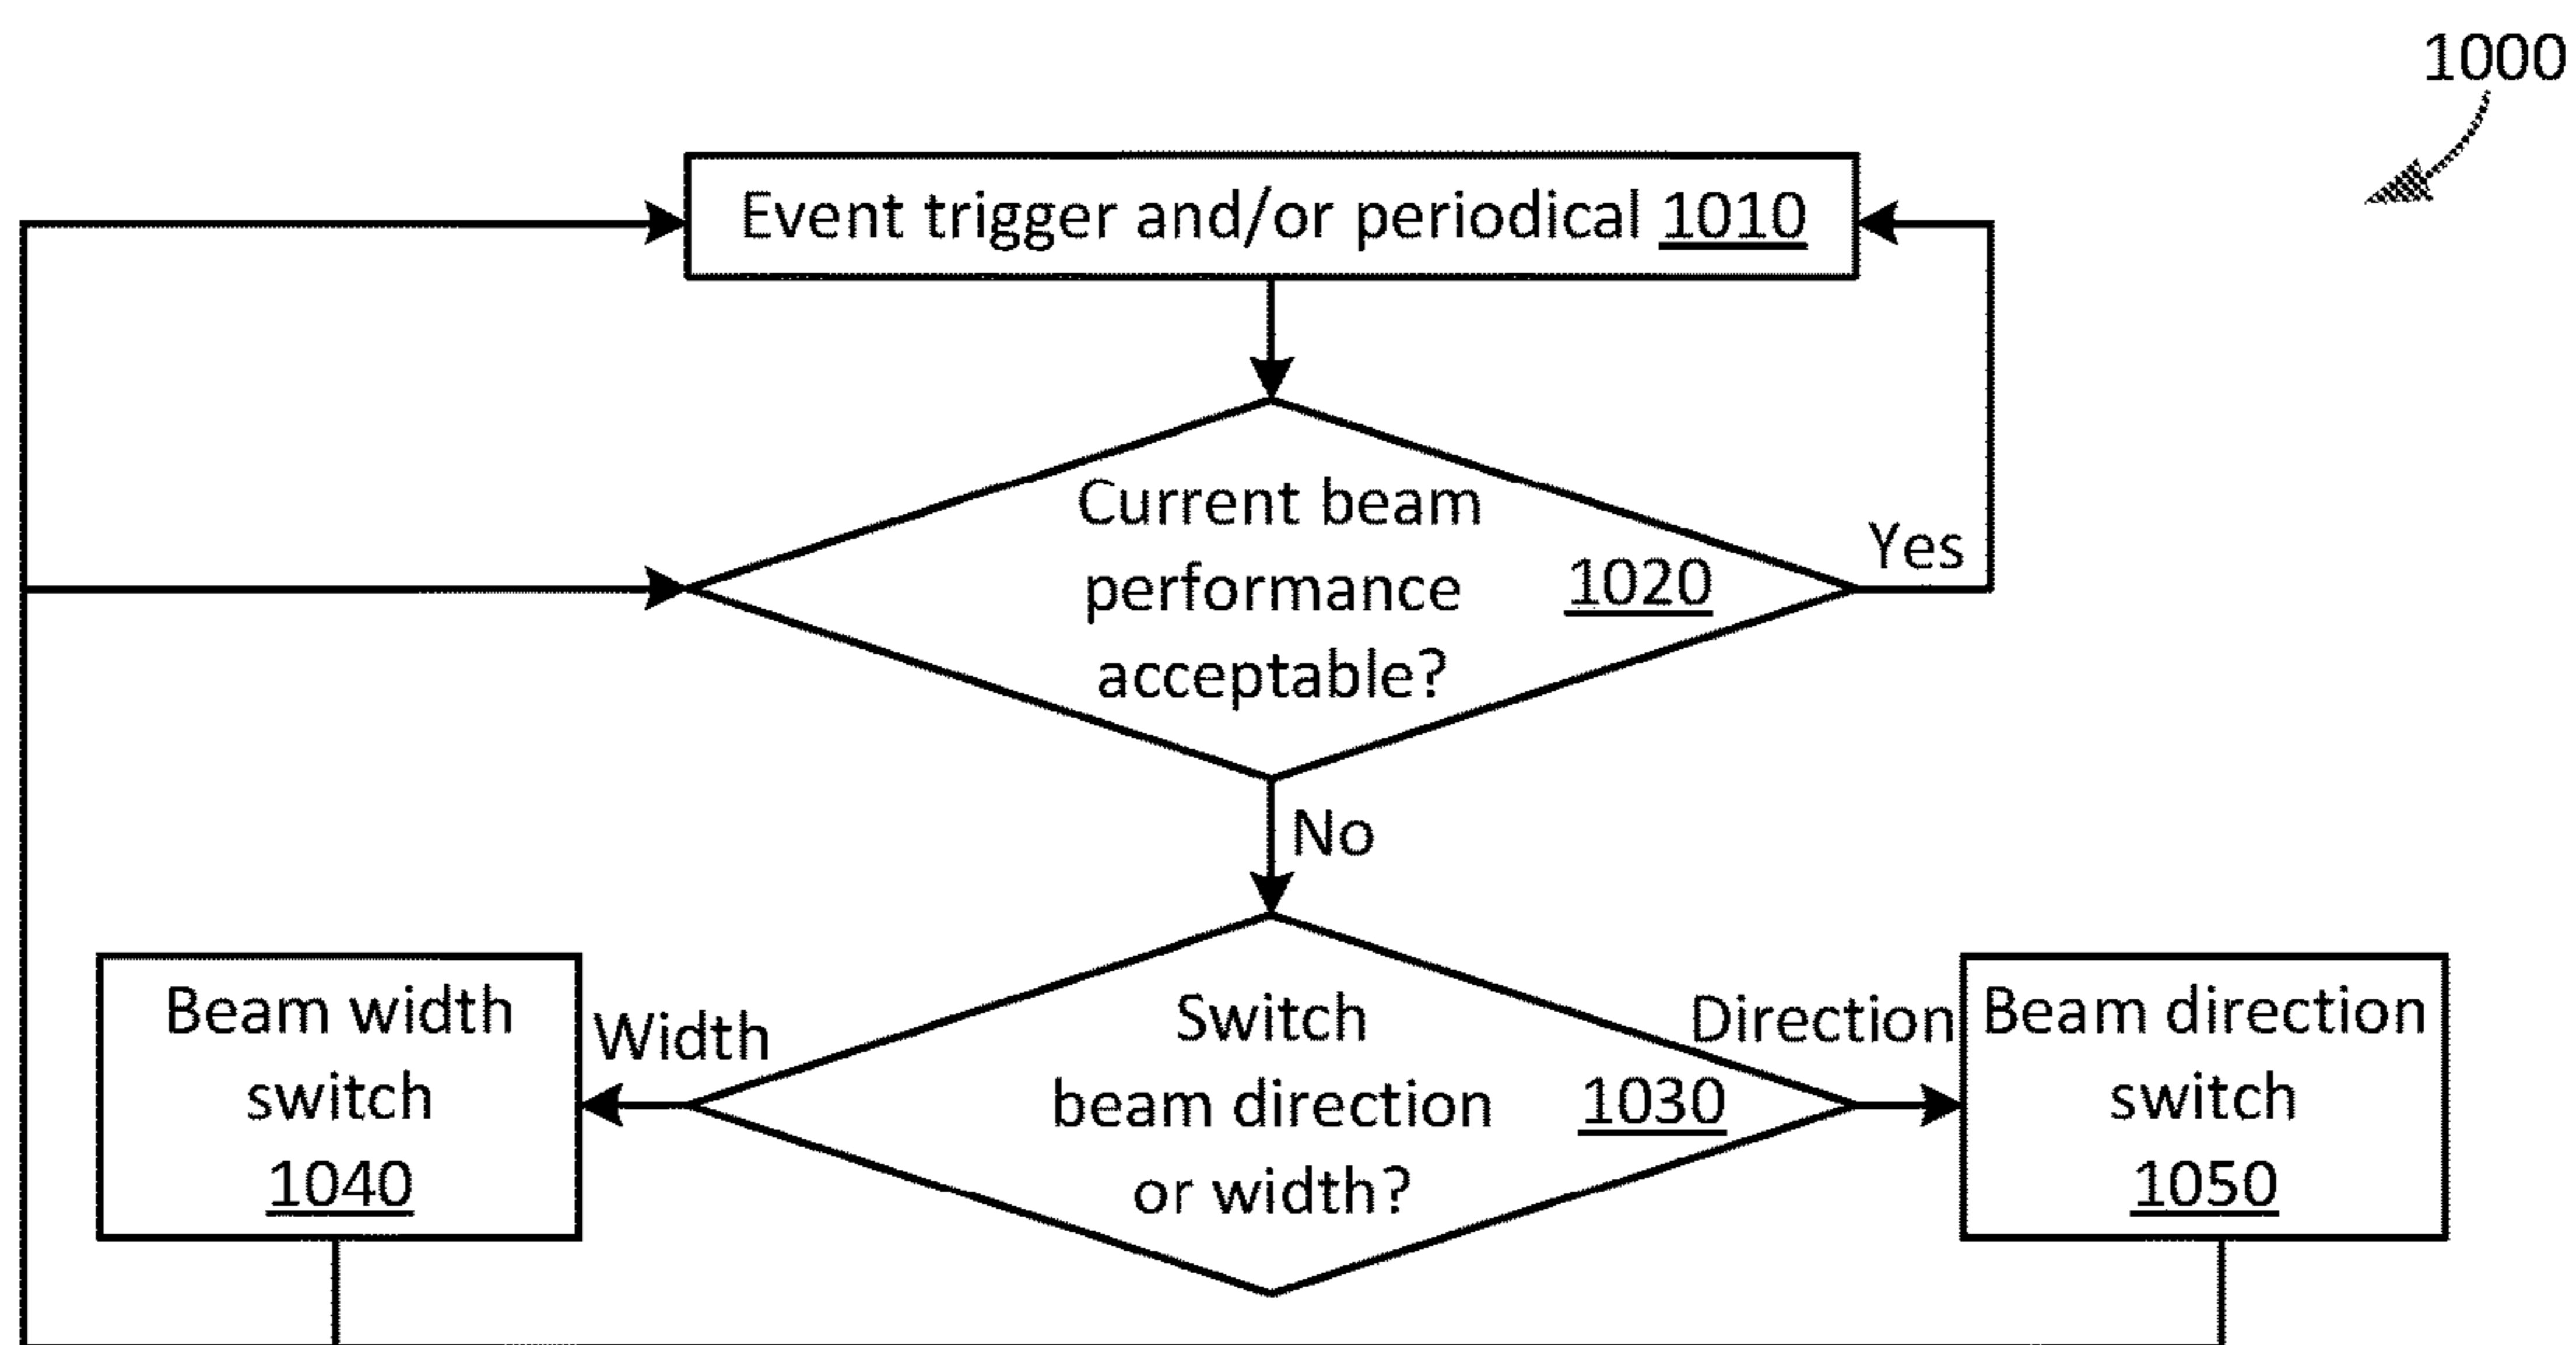 1000
Event trigger and/or periodical 1010
Current beam
performance
acceptable?
1020
Yes
No
Beam width
switch
1040
Width
Switch
beam direction
or width?
1030
Direction
Beam direction
switch
1050